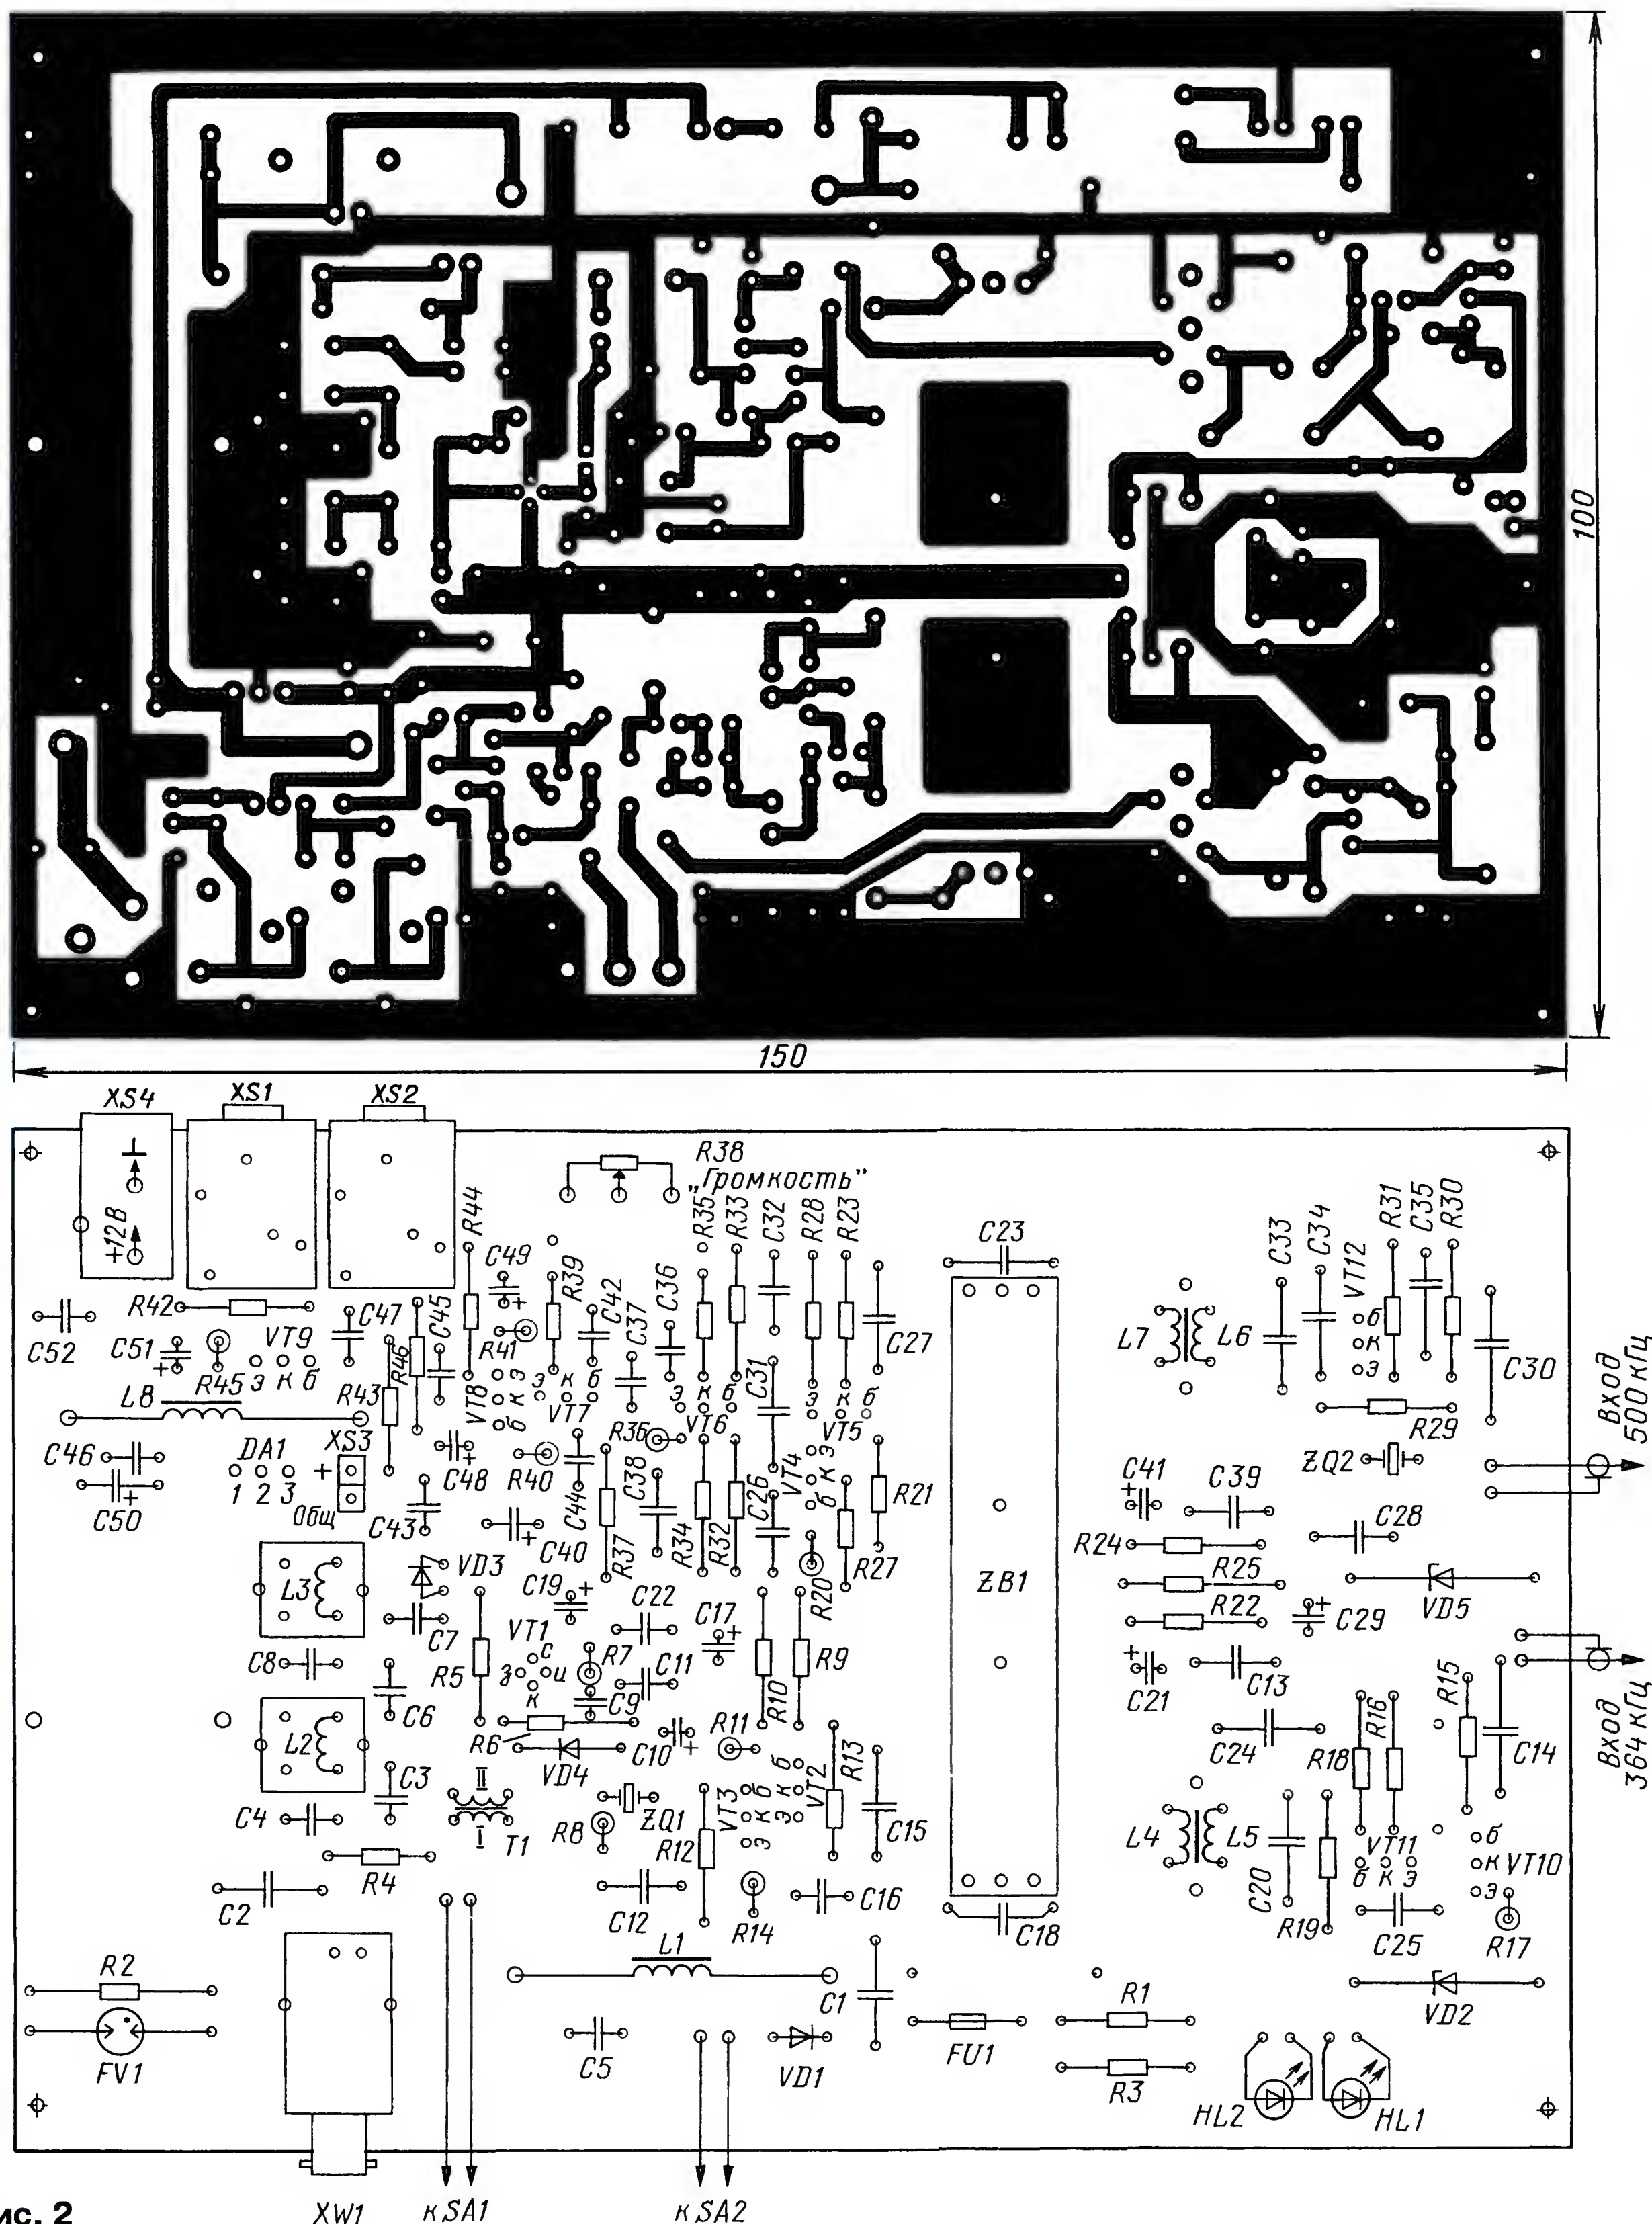 100
150
XS4
XS1
XS2
+12В
R38
„Громкость”
R44
C49
R39
C42
C37
C36
R35
R33
C32
R28
R23
C23
C33
C34
VT12
R31
C35
R30
C52
R42
C51
R45
VT9
э к б
C47
R46
C45
R41
VT8
б к э
э к б
VT7
э к б
VT6
C31
э к б
VT5
C27
L7
L6
б
к
э
C30
Вход
500 кГц
L8
R43
C46
DA1
1 2 3
XS3
+
Общ
C50
+
C43
C48
+
R40
C44
R36
C38
R34
R32
C26
VT4
б к э
R21
R29
ZQ2
C41
+
C39
C28
R24
C40
+
R37
R20
R27
ZB1
R25
R22
VD5
L3
VD3
C7
C19
+
C22
C17
+
C29
+
C8
R5
VT1
с
з
и
к
R7
C11
C9
R10
R9
C21
+
C13
C6
L2
R6
VD4
C10
+
R11
C24
R18
R16
R15
C14
Вход
364 кГц
C3
C4
II
I
T1
R8
ZQ1
R12
VT3
э к б
э к б
VT2
R13
C15
L4
L5
C20
R19
VT11
б к э
б
к
э
VT10
R4
C2
C12
R14
C16
C18
C25
R17
R2
FV1
L1
C1
C5
VD1
FU1
R1
R3
VD2
HL2
HL1
ис. 2
XW1
к SA1
к SA2